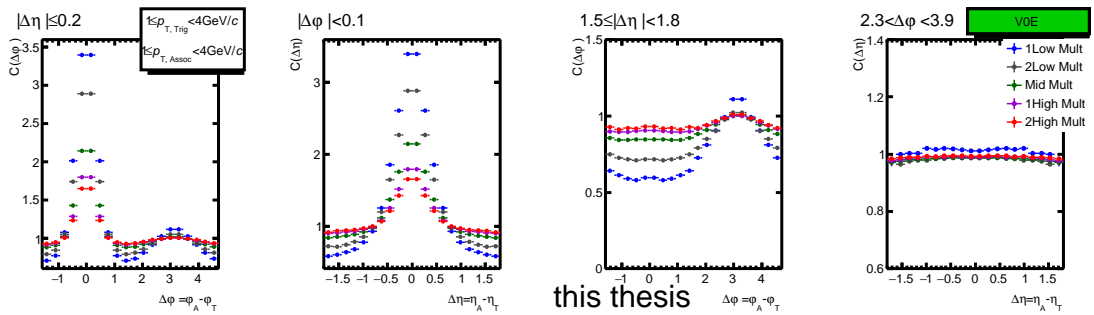 |Δη|≤0.2
1≤p_T, Trig <4GeV/c
1≤p_T, Assoc <4GeV/c
C(Δφ)
3.5
3
2.5
2
1.5
1
−1 0 1 2 3 4
Δφ =φ_A-φ_T
|Δφ|<0.1
C(Δη)
3
2
1
−1.5 −1 −0.5 0 0.5 1 1.5
Δη=η_A-η_T
1.5≤|Δη|<1.8
C(Δφ)
1.5
1
0.5
0
−1 0 1 2 3 4
Δφ =φ_A-φ_T
this thesis
2.3<Δφ <3.9
V0E
C(Δη)
1.4
1.2
1
0.8
0.6
1Low Mult
2Low Mult
Mid Mult
1High Mult
2High Mult
−1.5 −1 −0.5 0 0.5 1 1.5
Δη=η_A-η_T